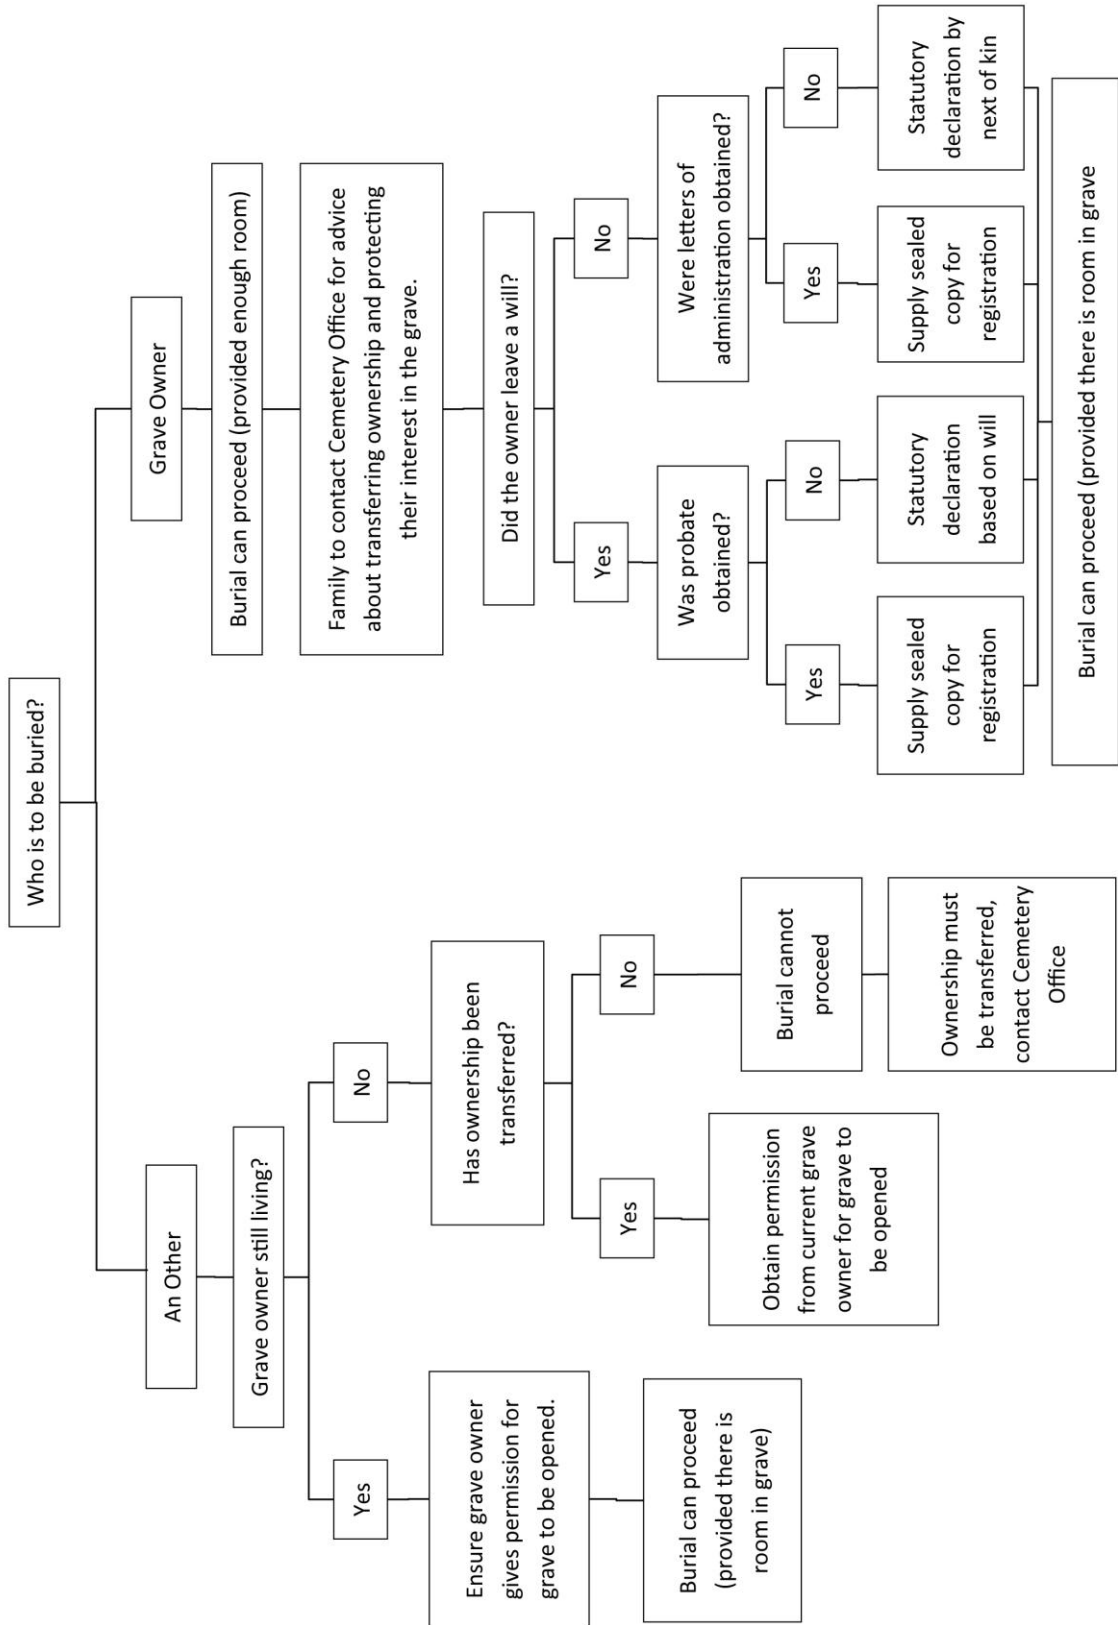 Who is to be buried?
An Other
Grave owner still living?
Yes
Ensure grave owner
gives permission for
grave to be opened.
Burial can proceed
(provided there is
room in grave)
No
Has ownership been
transferred?
Yes
Obtain permission
from current grave
owner for grave to
be opened
No
Burial cannot
proceed
Ownership must
be transferred,
contact Cemetery
Office
Grave Owner
Burial can proceed (provided enough room)
Family to contact Cemetery Office for advice
about transferring ownership and protecting
their interest in the grave.
Did the owner leave a will?
Yes
Was probate
obtained?
Yes
Supply sealed
copy for
registration
No
Statutory
declaration
based on will
No
Were letters of
administration obtained?
Yes
Supply sealed
copy for
registration
No
Statutory
declaration by
next of kin
Burial can proceed (provided there is room in grave)